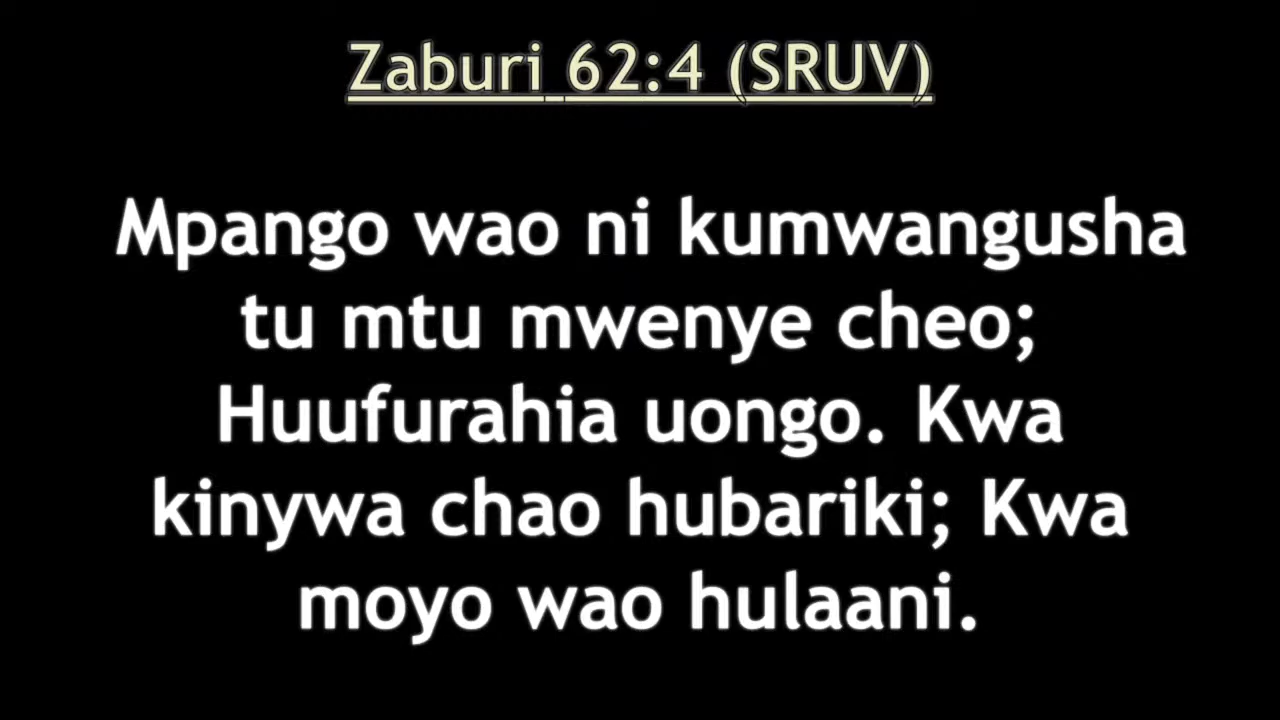 Zaburi 62:4 (SRUV)
Mpango wao ni kumwangusha
tu mtu mwenye cheo;
Huufurahia uongo. Kwa
kinywa chao hubariki; Kwa
moyo wao hulaani.